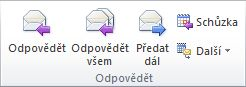 Odpovědět
Odpovědět
všem
Předat
dál
Schůzka
Další
Odpovědět